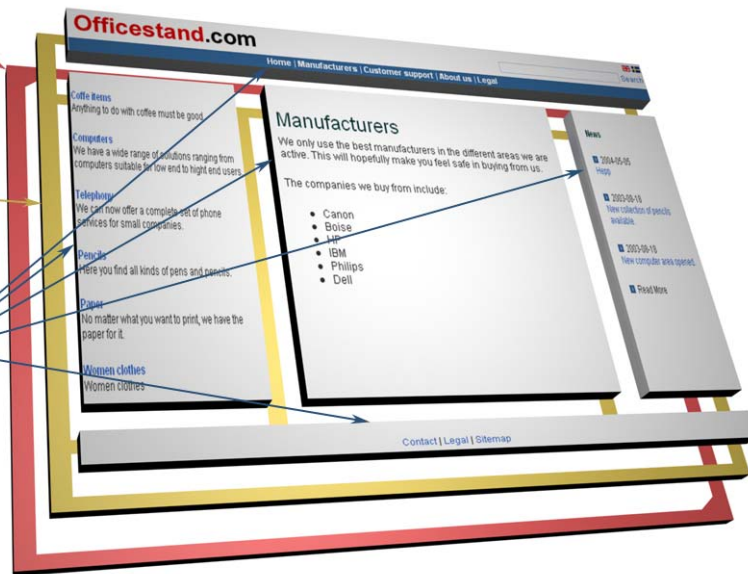 Officestand.com
Home | Manufacturers | Customer support | About us | Legal
Search
Coffe items
Anything to do with coffee must be good.
Computers
We have a wide range of solutions ranging from
computers suitable for low end to hight end users.
Telephony
We can now offer a complete set of phone
services for small companies.
Pencils
Here you find all kinds of pens and pencils.
Paper
No matter what you want to print, we have the
paper for it.
Women clothes
Women clothes
Manufacturers
We only use the best manufacturers in the different areas we are
active. This will hopefully make you feel safe in buying from us.
The companies we buy from include:
Canon
Boise
HP
IBM
Philips
Dell
News
2004-05-05
Hepp
2003-08-18
New collection of pencils
available.
2003-08-18
New computer area opened.
Read More
Contact | Legal | Sitemap